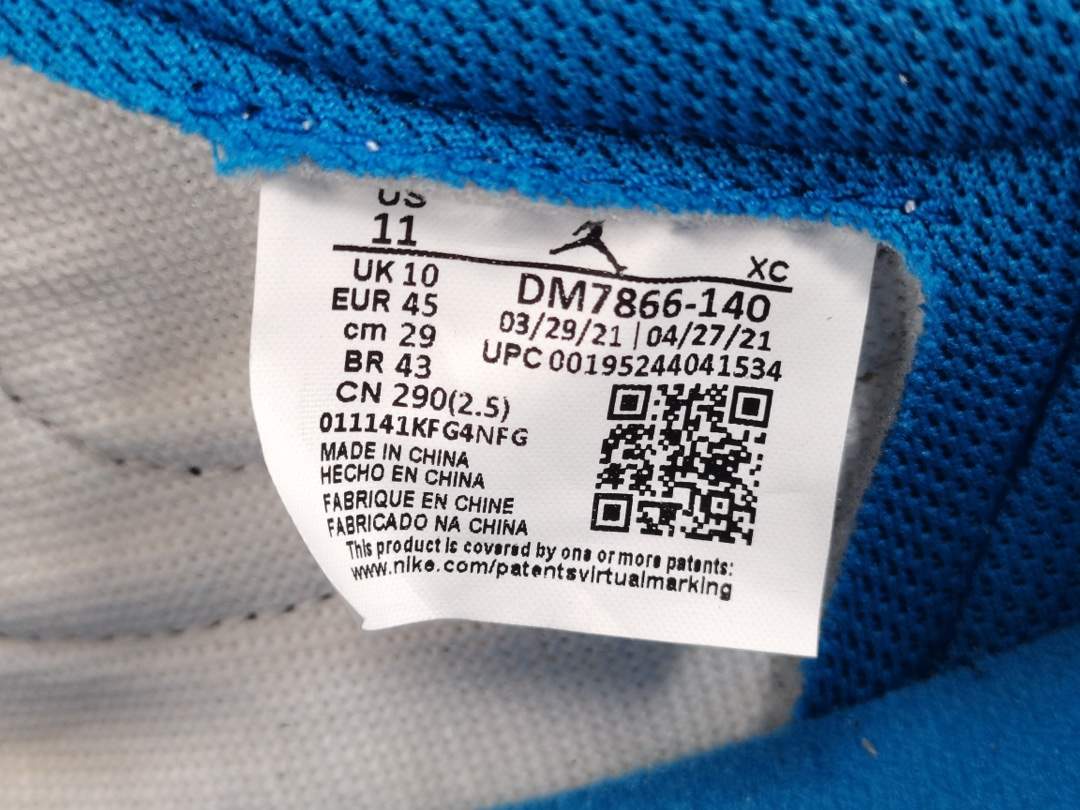 US
11
XC
UK 10
EUR 45
cm 29
BR 43
CN 290(2.5)
DM7866-140
03/29/21 | 04/27/21
UPC 00195244041534
011141KFG4NFG
MADE IN CHINA
HECHO EN CHINA
FABRIQUE EN CHINE
FABRICADO NA CHINA
This product is covered by one or more patents:
www.nike.com/patentsvirtualmarking